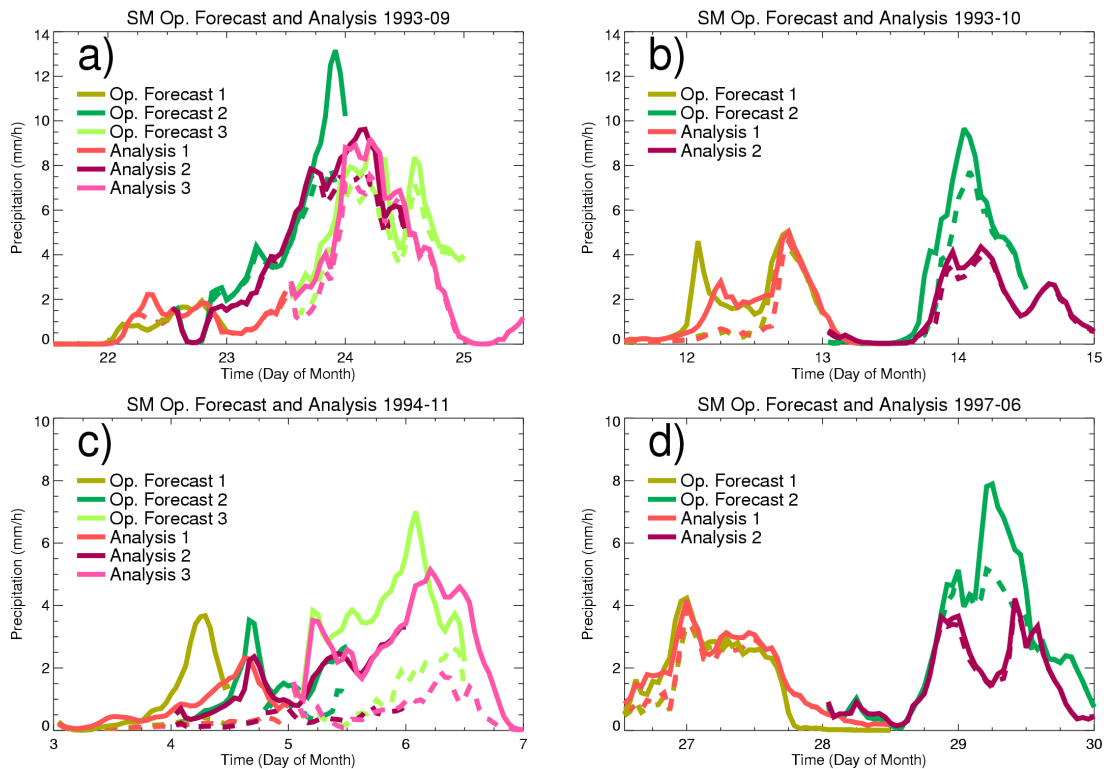 SM Op. Forecast and Analysis 1993-09
a)
14
12
10
8
6
4
2
0
Precipitation (mm/h)
Op. Forecast 1
Op. Forecast 2
Op. Forecast 3
Analysis 1
Analysis 2
Analysis 3
22 23 24 25
Time (Day of Month)
SM Op. Forecast and Analysis 1993-10
b)
14
12
10
8
6
4
2
0
Precipitation (mm/h)
Op. Forecast 1
Op. Forecast 2
Analysis 1
Analysis 2
12 13 14 15
Time (Day of Month)
SM Op. Forecast and Analysis 1994-11
c)
10
8
6
4
2
0
Precipitation (mm/h)
Op. Forecast 1
Op. Forecast 2
Op. Forecast 3
Analysis 1
Analysis 2
Analysis 3
3 4 5 6 7
Time (Day of Month)
SM Op. Forecast and Analysis 1997-06
d)
10
8
6
4
2
0
Precipitation (mm/h)
Op. Forecast 1
Op. Forecast 2
Analysis 1
Analysis 2
27 28 29 30
Time (Day of Month)